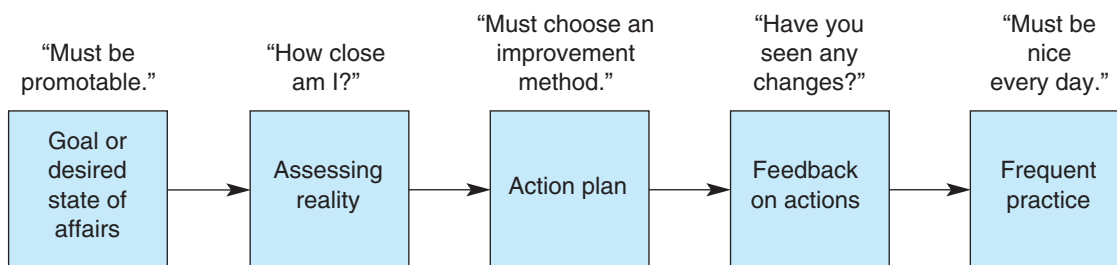 “Must be
promotable.”
“How close
am I?”
“Must choose an
improvement
method.”
“Have you
seen any
changes?”
“Must be
nice
every day.”
Goal or
desired
state of
affairs
Assessing
reality
Action plan
Feedback
on actions
Frequent
practice